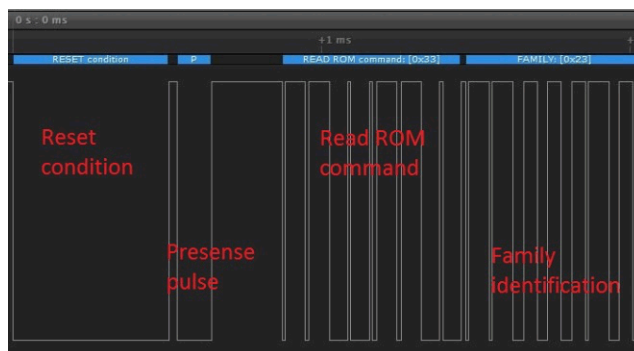 0 s : 0 ms
+1 ms
RESET condition P READ ROM command: [0x33] FAMILY: [0x23]
Reset
condition
Read ROM
command
Presense
pulse
Family
identification